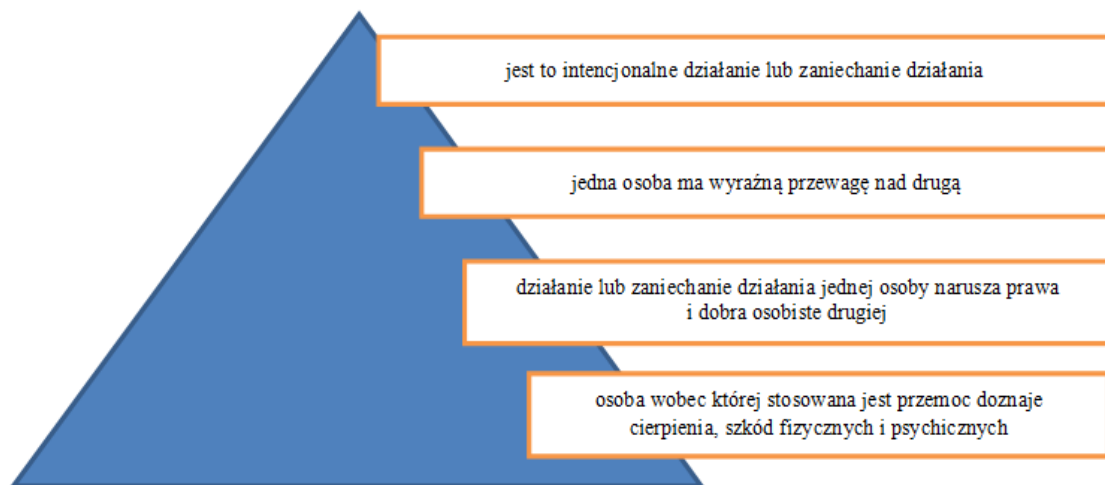 jest to intencjonalne działanie lub zaniechanie działania
jedna osoba ma wyraźną przewagę nad drugą
działanie lub zaniechanie działania jednej osoby narusza prawa
i dobra osobiste drugiej
osoba wobec której stosowana jest przemoc doznaje
cierpienia, szkód fizycznych i psychicznych